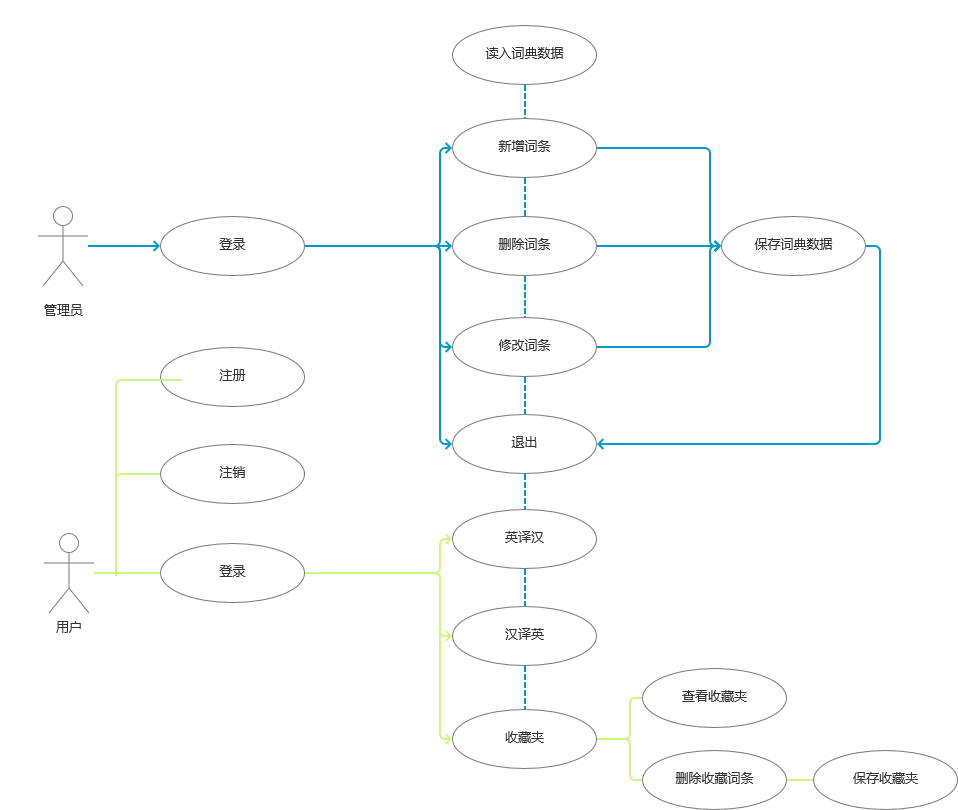 读入词典数据
新增词条
登录
删除词条
保存词典数据
管理员
修改词条
注册
退出
注销
英译汉
登录
用户
汉译英
查看收藏夹
收藏夹
删除收藏词条
保存收藏夹